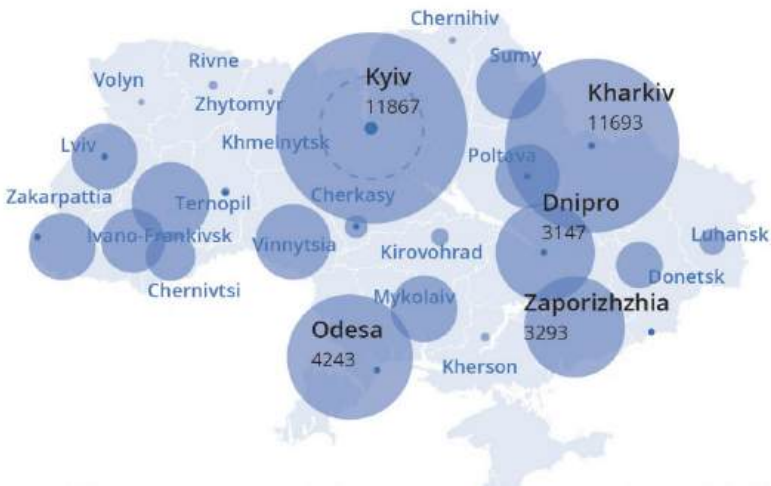 Chernihiv
Rivne
Sumy
Volyn
Kyiv
11867
Zhytomyr
Kharkiv
11693
Khmelnytsk
Lviv
Poltava
Zakarpattia
Ternopil
Cherkasy
Dnipro
3147
Ivano-Frankivsk
Vinnytsia
Kirovohrad
Luhansk
Donetsk
Chernivtsi
Mykolaiv
Zaporizhzhia
3293
Odesa
4243
Kherson